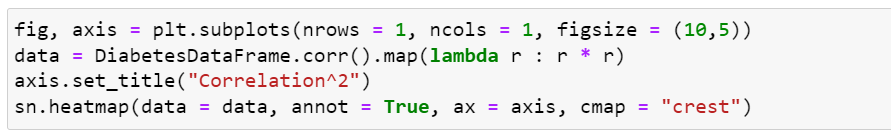 fig, axis = plt.subplots(nrows = 1, ncols = 1, figsize = (10,5))
data = DiabetesDataFrame.corr().map(lambda r : r * r)
axis.set_title("Correlation^2")
sn.heatmap(data = data, annot = True, ax = axis, cmap = "crest")